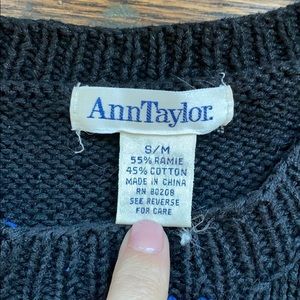 AnnTaylor.
S/M
55% RAMIE
45% COTTON
MADE IN CHINA
RN 80208
SEE REVERSE
FOR CARE